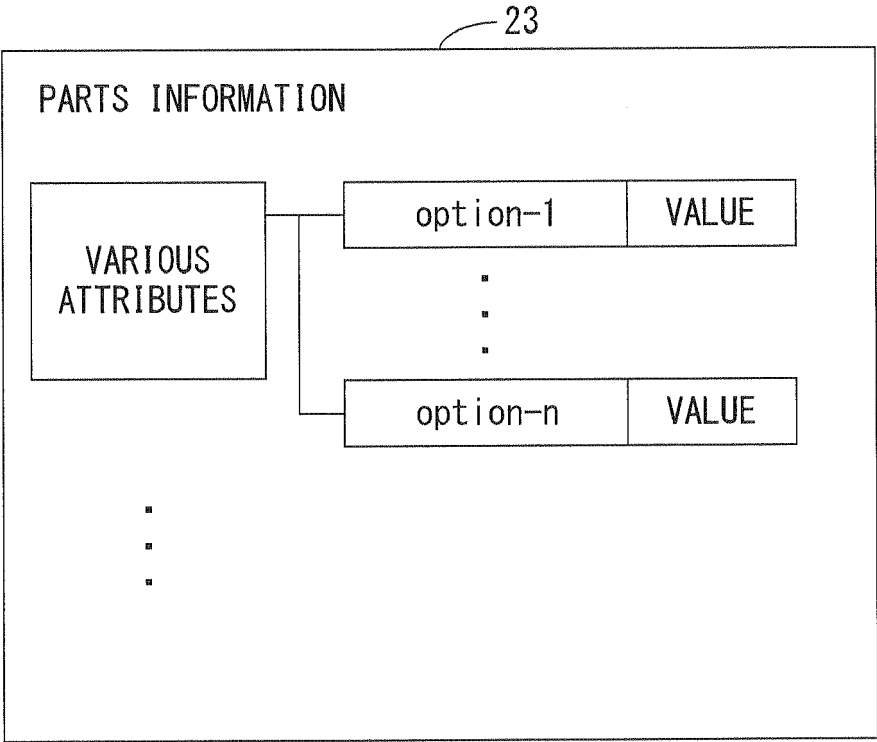 23
PARTS INFORMATION
VARIOUS
ATTRIBUTES
option-1
VALUE
option-n
VALUE